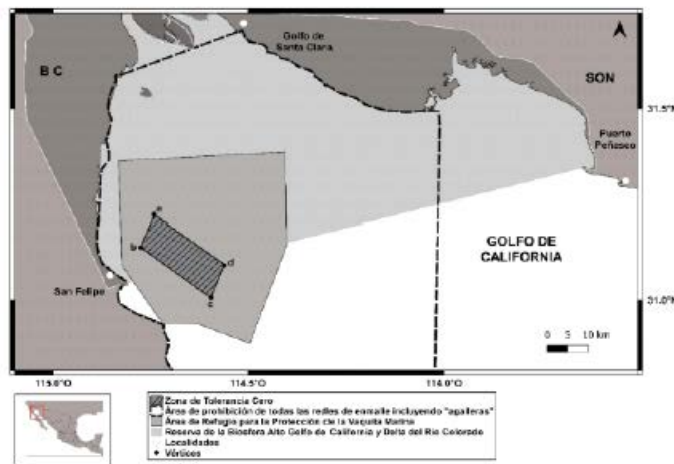 Golfo de
Santa Clara
B C
SON
31.5°N
Puerto
Peñasco
a
b
d
c
GOLFO DE
CALIFORNIA
San Felipe
31.0°N
0 5 10 km
115.0°O
114.5°O
114.0°O
Zona de Tolerancia Cero
Área de prohibición de todas las redes de enmalle incluyendo "agalleras"
Área de Refugio para la Protección de la Vaquita Marina
Reserva de la Biosfera Alto Golfo de California y Delta del Río Colorado
Localidades
Vértices